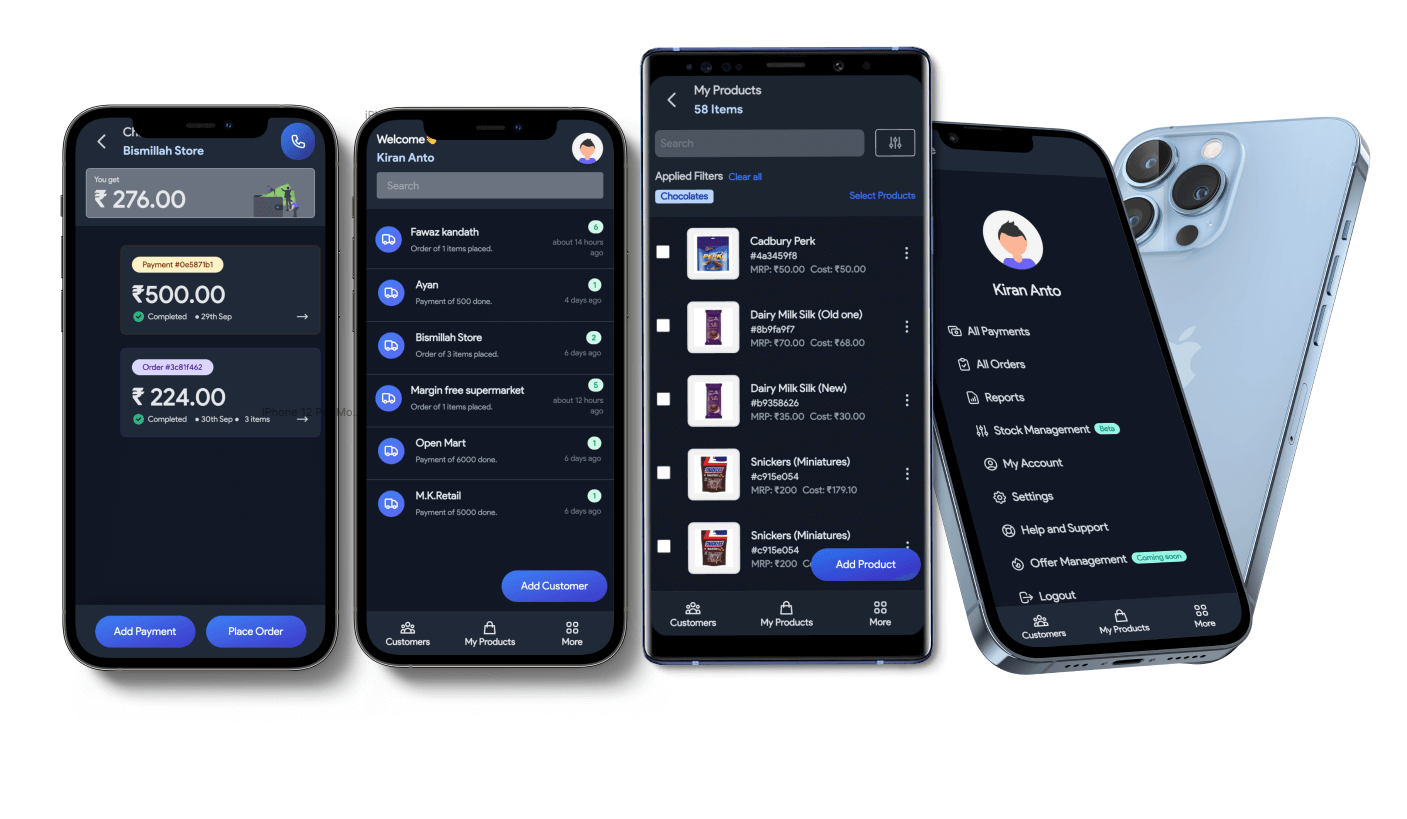 Ch
Bismillah Store
You get
₹ 276.00
Payment #0e5871b1
₹500.00
Completed • 29th Sep
Order #3c81f462
₹ 224.00
Completed • 30th Sep • 3 items
Add Payment
Place Order
Welcome
Kiran Anto
Search
Fawaz kandath
6
Order of 1 items placed.
about 14 hours
ago
Ayan
1
Payment of 500 done.
4 days ago
Bismillah Store
2
Order of 3 items placed.
6 days ago
Margin free supermarket
5
Order of 1 items placed.
about 12 hours
ago
Open Mart
1
Payment of 6000 done.
6 days ago
M.K.Retail
1
Payment of 5000 done.
6 days ago
Add Customer
Customers
My Products
More
My Products
58 Items
Search
Applied Filters Clear all
Chocolates
Select Products
Cadbury Perk
#4a3459f8
MRP: ₹50.00 Cost: ₹50.00
Dairy Milk Silk (Old one)
#8b9fa9f7
MRP: ₹70.00 Cost: ₹68.00
Dairy Milk Silk (New)
#b9358626
MRP: ₹35.00 Cost: ₹30.00
Snickers (Miniatures)
#c915e054
MRP: ₹200 Cost: ₹179.10
Snickers (Miniatures)
#c915e054
MRP: ₹200 C
Add Product
Customers
My Products
More
Kiran Anto
All Payments
All Orders
Reports
Stock Management Beta
My Account
Settings
Help and Support
Offer Management Coming soon
Logout
Customers
My Products
More